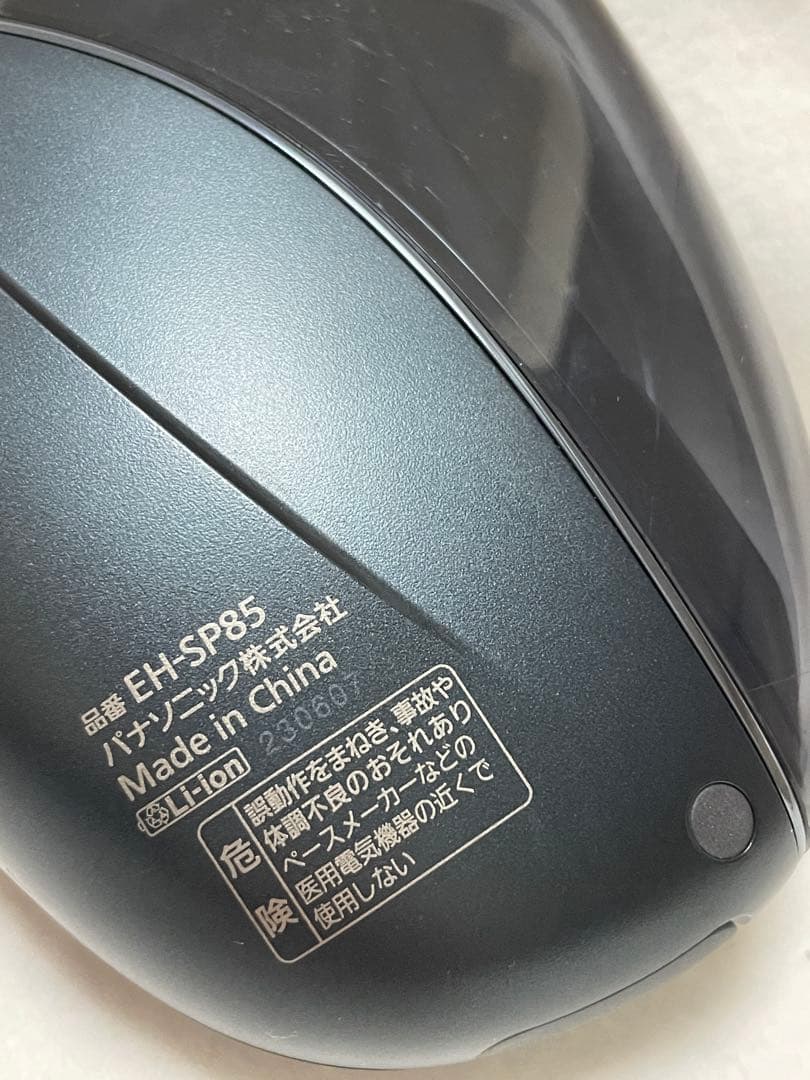 品番 EH-SP85
パナソニック株式会社
Made in China
Li-ion 230607
危険
誤動作をまねき、事故や
体調不良のおそれあり
ペースメーカーなどの
医用電気機器の近くで
使用しない